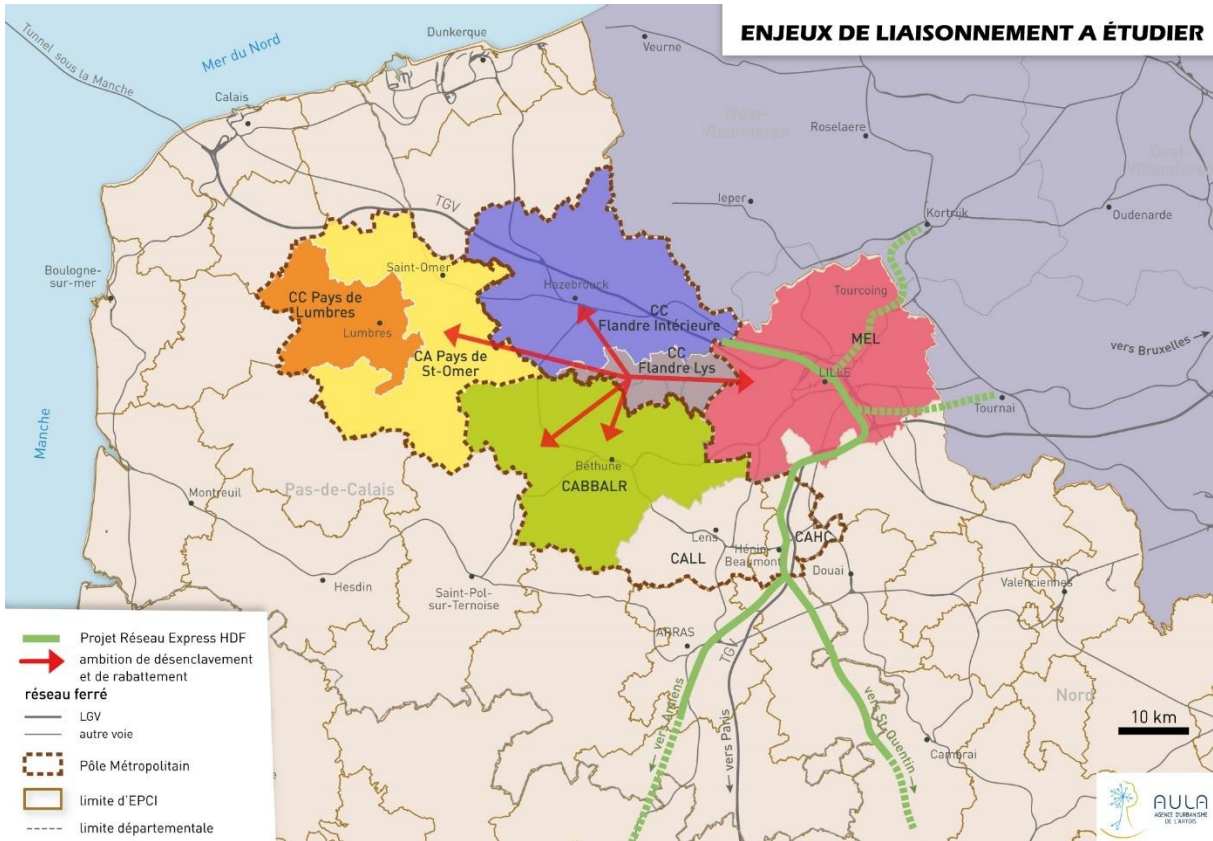 ENJEUX DE LIAISONNEMENT A ÉTUDIER
Tunnel sous la Manche
Mer du Nord
Dunkerque
Veurne
Calais
West-
Vlaanderen
Roselaere
Oost-
Vlaanderen
TGV
Ieper
Kortrijk
Oudenarde
Boulogne-
sur-mer
Saint-Omer
Hazebrouck
Tourcoing
CC Pays de
Lumbres
Lumbres
CC
Flandre Intérieure
MEL
vers Bruxelles
CA Pays de
St-Omer
CC
Flandre Lys
LILLE
Tournai
Manche
Béthune
CABBALR
Montreuil
Pas-de-Calais
Lens
CALL
Hénin-
Beaumont
CAHC
Douai
Valenciennes
Hesdin
Saint-Pol-
sur-Ternoise
ARRAS
TGV
Nord
vers Amiens
vers Paris
vers St-Quentin
Cambrai
10 km
Projet Réseau Express HDF
ambition de désenclavement
et de rabattement
réseau ferré
LGV
autre voie
Pôle Métropolitain
limite d'EPCI
limite départementale
AULA
AGENCE D'URBANISME
DE L'ARTOIS